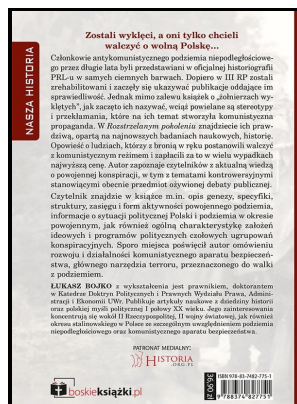 NASZA HISTORIA
Zostali wyklęci, a oni tylko chcieli
walczyć o wolną Polskę...
Członkowie antykomunistycznego podziemia niepodległościowe-
go przez długie lata byli przedstawiani w oficjalnej historiografii
PRL-u w samych ciemnych barwach. Dopiero w III RP zostali
zrehabilitowani i zaczęły się ukazywać publikacje oddające im
sprawiedliwość. Jednak mimo zalewu książek o „żołnierzach wy-
klętych”, jak zaczęto ich nazywać, wciąż powielane są stereotypy
i przekłamania, które na ich temat stworzyła komunistyczna
propaganda. W Rozstrzelanym pokoleniu znajdziecie ich praw-
dziwą, opartą na najnowszych badaniach naukowych, historię.
Opowieść o ludziach, którzy z bronią w ręku postanowili walczyć
z komunistycznym reżimem i zapłacili za to w wielu wypadkach
najwyższą cenę. Autor zapoznaje czytelników z aktualną wiedzą
o powojennej konspiracji, w tym z tematami kontrowersyjnymi
stanowiącymi obecnie przedmiot ożywionej debaty publicznej.
Czytelnik znajdzie w książce m.in. opis genezy, specyfiki,
struktury, zasięgu i form aktywności powojennego podziemia,
informacje o sytuacji politycznej Polski i podziemia w okresie
powojennym, jak również ogólną charakterystykę założeń
ideowych i programów politycznych czołowych ugrupowań
konspiracyjnych. Sporo miejsca poświęcił autor omówieniu
rozwoju i działalności komunistycznego aparatu bezpieczeń-
stwa, głównego narzędzia terroru, przeznaczonego do walki
z podziemiem.
ŁUKASZ BOJKO z wykształcenia jest prawnikiem, doktorantem
w Katedrze Doktryn Politycznych i Prawnych Wydziału Prawa, Admini-
stracji i Ekonomii UWr. Publikuje artykuły naukowe z dziedziny historii
oraz polskiej myśli politycznej I połowy XX wieku. Jego zainteresowania
koncentrują się wokół II Rzeczypospolitej, II wojny światowej, jak również
okresu stalinowskiego w Polsce ze szczególnym uwzględnieniem podziemia
niepodległościowego oraz komunistycznego aparatu bezpieczeństwa.
PATRONAT MEDIALNY:
HISTORIA
.ORG.PL
boskieksiążki.pl
36,90 zł
ISBN 978-83-7482-775-1
9788374827751